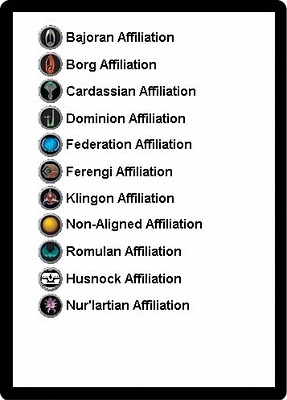 Bajoran Affiliation
Borg Affiliation
Cardassian Affiliation
Dominion Affiliation
Federation Affiliation
Ferengi Affiliation
Klingon Affiliation
Non-Aligned Affiliation
Romulan Affiliation
Husnock Affiliation
Nur'lartian Affiliation